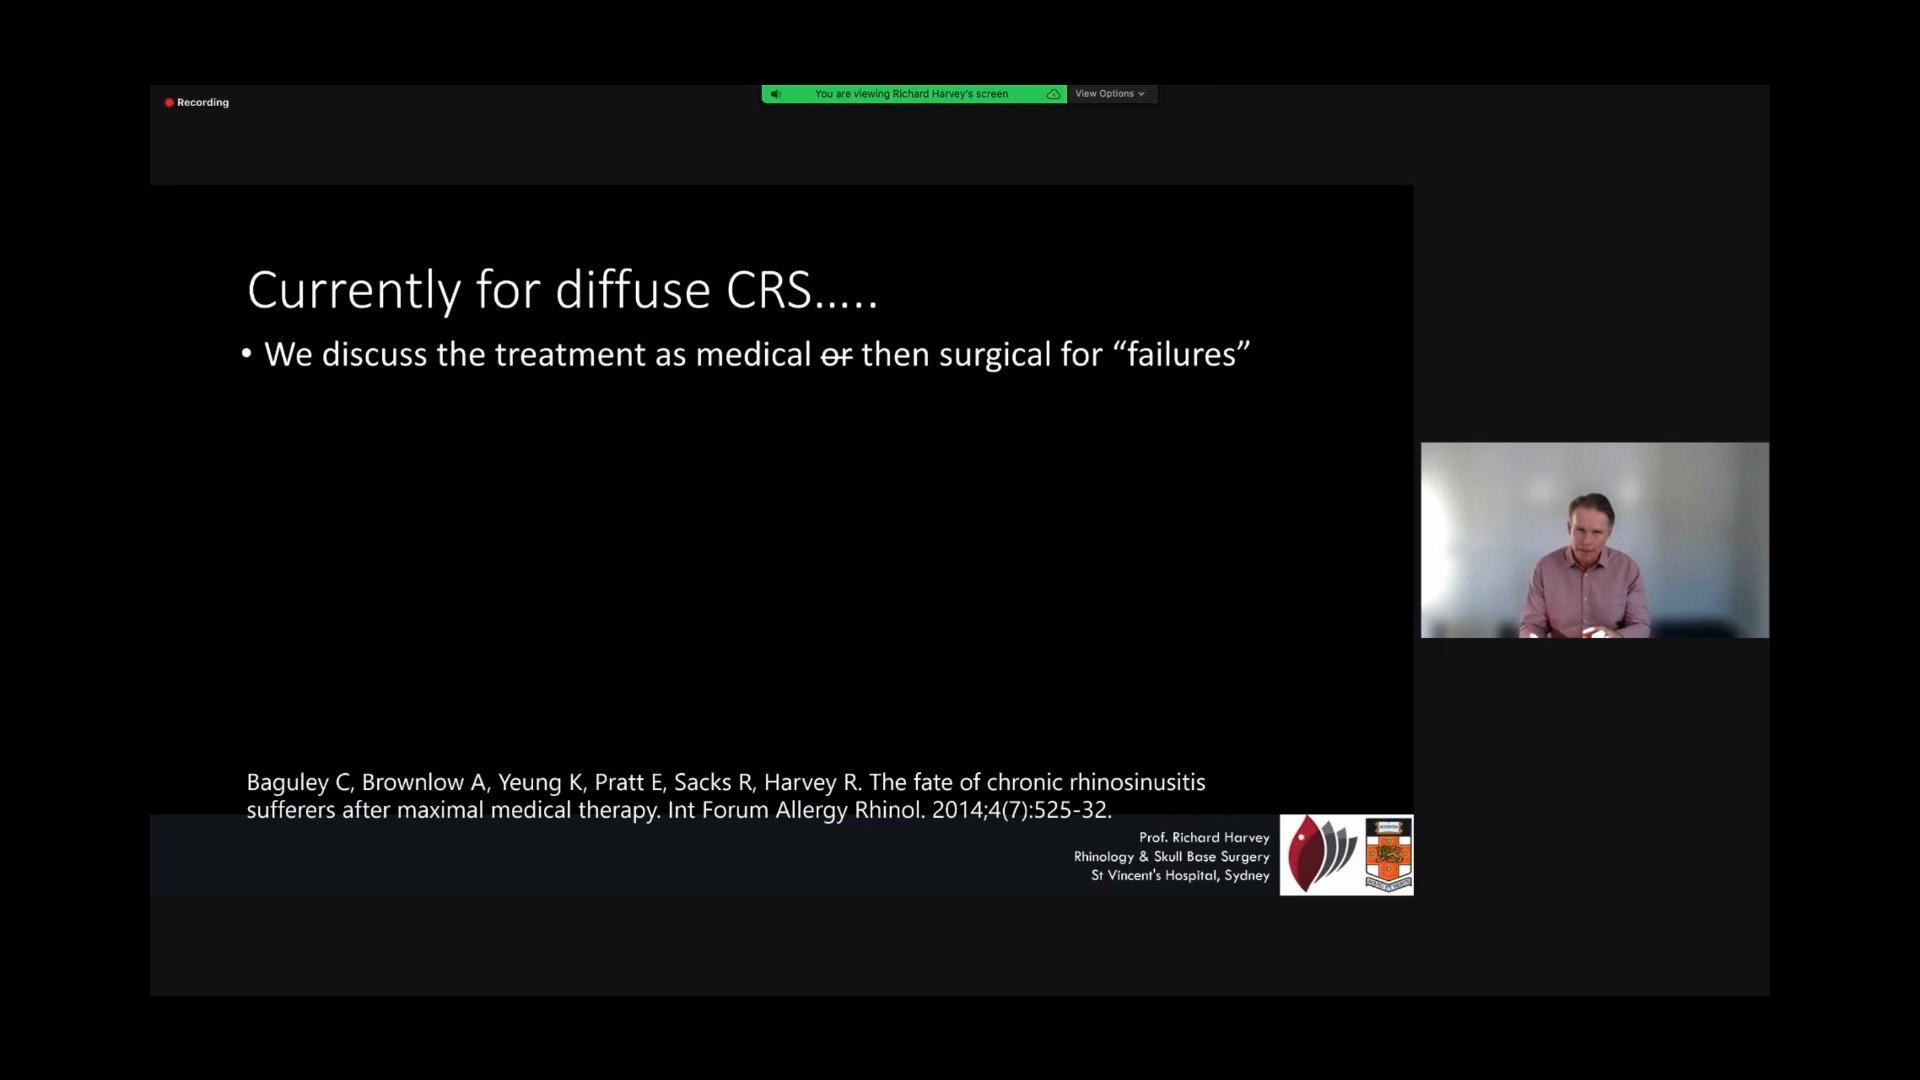 Recording
You are viewing Richard Harvey's screen
View Options
Currently for diffuse CRS.....
• We discuss the treatment as medical or then surgical for “failures”
Baguley C, Brownlow A, Yeung K, Pratt E, Sacks R, Harvey R. The fate of chronic rhinosinusitis
sufferers after maximal medical therapy. Int Forum Allergy Rhinol. 2014;4(7):525-32.
Prof. Richard Harvey
Rhinology & Skull Base Surgery
St Vincent's Hospital, Sydney